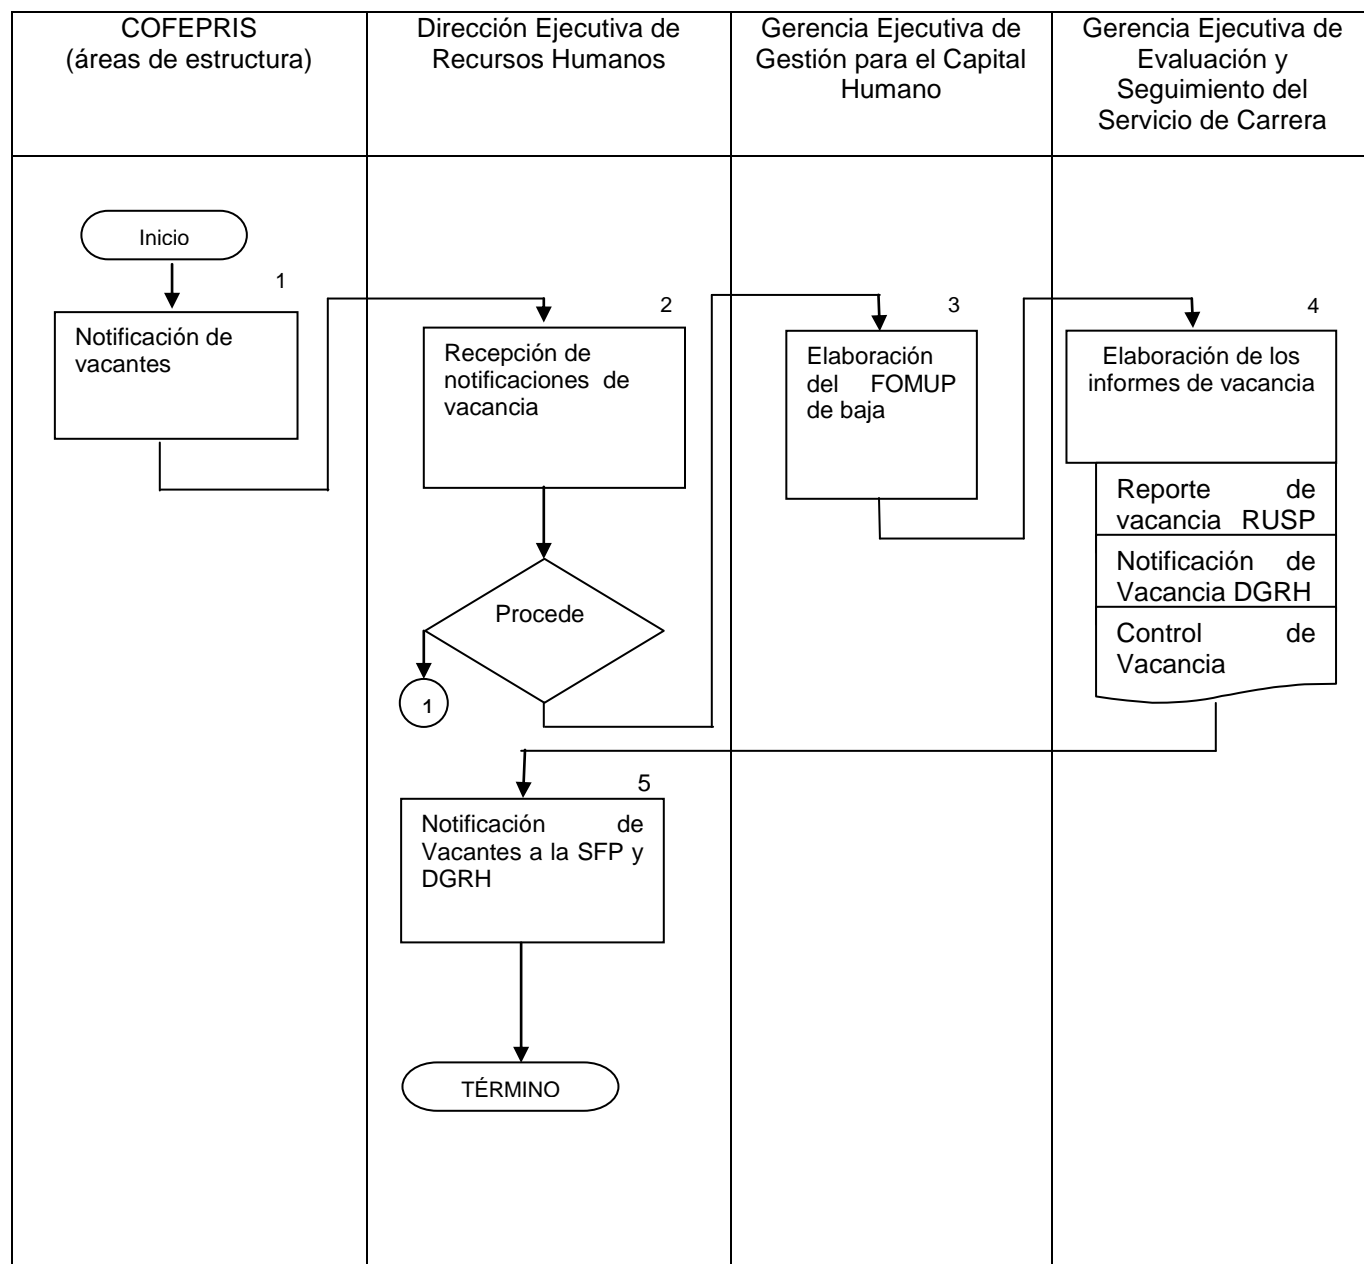 COFEPRIS
(áreas de estructura)
Dirección Ejecutiva de
Recursos Humanos
Gerencia Ejecutiva de
Gestión para el Capital
Humano
Gerencia Ejecutiva de
Evaluación y
Seguimiento del
Servicio de Carrera
Inicio
1
Notificación de
vacantes
2
Recepción de
notificaciones de
vacancia
Procede
1
3
Elaboración
del FOMUP
de baja
4
Elaboración de los
informes de vacancia
Reporte de
vacancia RUSP
Notificación de
Vacancia DGRH
Control de
Vacancia
5
Notificación de
Vacantes a la SFP y
DGRH
TÉRMINO